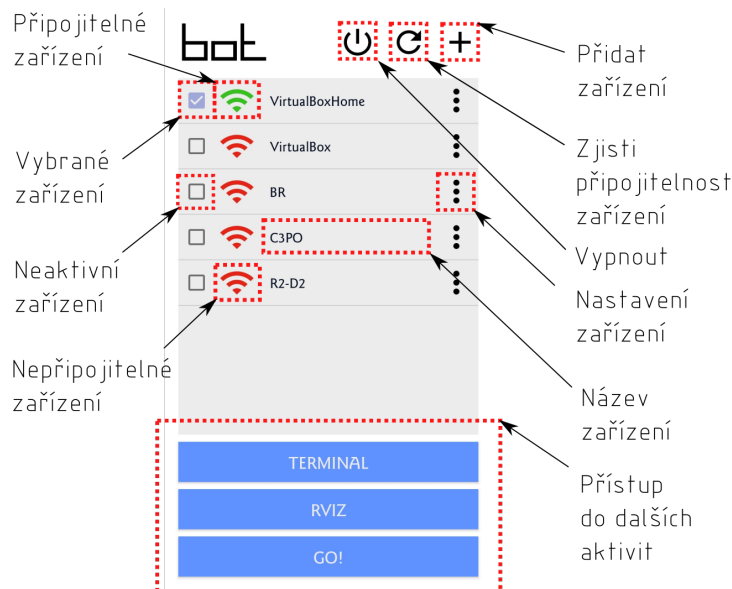 Připojitelné
zařízení
bot
Přidat
zařízení
VirtualBoxHome
VirtualBox
Vybrané
zařízení
Zjisti
připojitelnost
zařízení
BR
C3PO
Vypnout
Neaktivní
zařízení
R2-D2
Nastavení
zařízení
Nepřipojitelné
zařízení
Název
zařízení
TERMINAL
RVIZ
GO!
Přístup
do dalších
aktivit